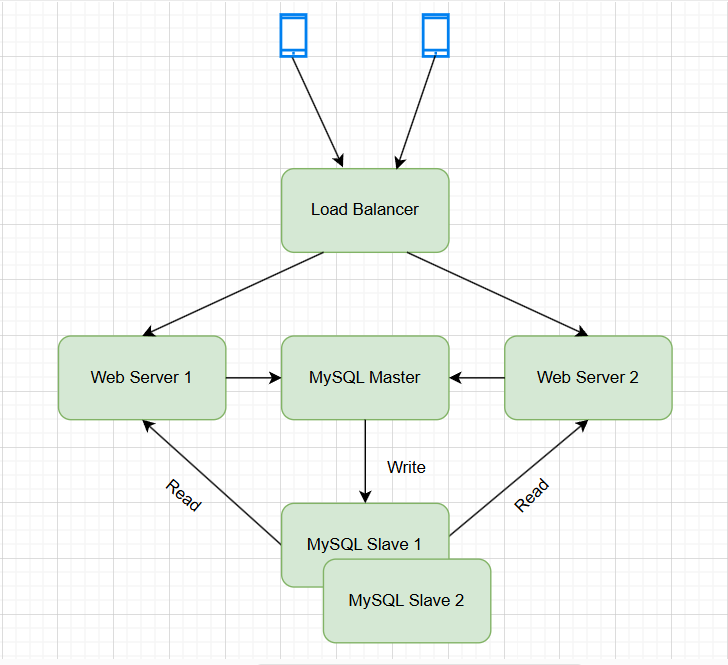 Load Balancer
Web Server 1
MySQL Master
Web Server 2
Write
Read
Read
MySQL Slave 1
MySQL Slave 2